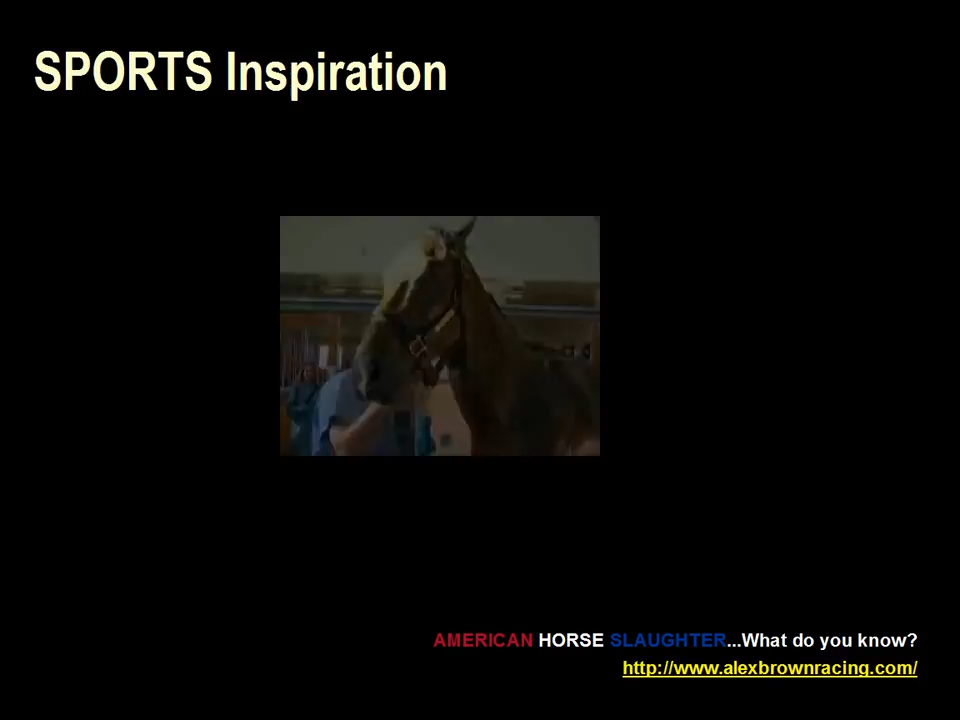 SPORTS Inspiration
AMERICAN HORSE SLAUGHTER...What do you know?
http://www.alexbrownracing.com/